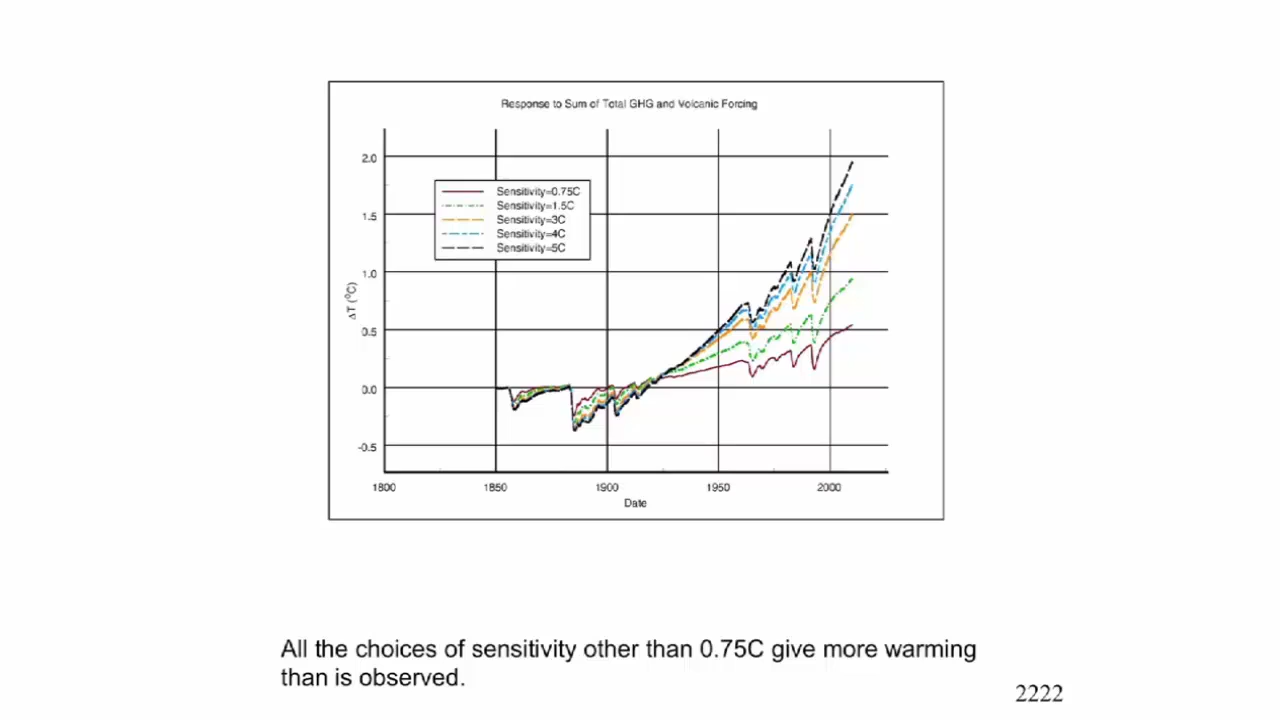 Response to Sum of Total GHG and Volcanic Forcing
2.0
1.5
1.0
0.5
0.0
-0.5
ΔT (°C)
Sensitivity=0.75C
Sensitivity=1.5C
Sensitivity=3C
Sensitivity=4C
Sensitivity=5C
1800 1850 1900 1950 2000
Date
All the choices of sensitivity other than 0.75C give more warming
than is observed.
2222